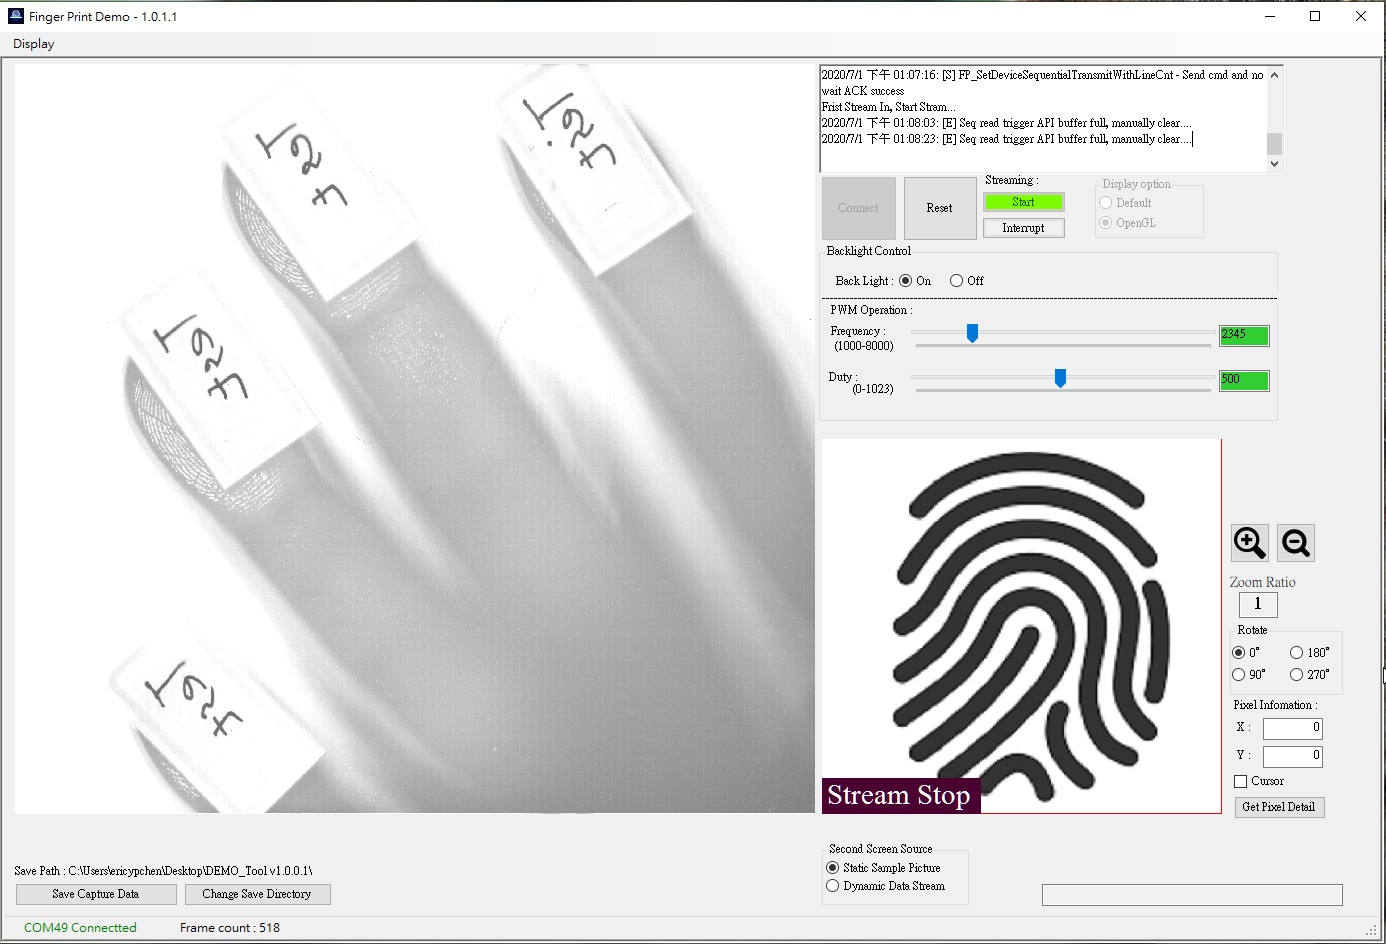 Finger Print Demo - 1.0.1.1
Display
2020/7/1 下午 01:07:16: [S] FP_SetDeviceSequentialTransmitWithLineCnt - Send cmd and no
wait ACK success
Frist Stream In, Start Stram...
2020/7/1 下午 01:08:03: [E] Seq read trigger API buffer full, manually clear....
2020/7/1 下午 01:08:23: [E] Seq read trigger API buffer full, manually clear....
Connect
Reset
Streaming :
Start
Interrupt
Display option
Default
OpenGL
Backlight Control
Back Light : On Off
PWM Operation :
Frequency :
(1000-8000)
2345
Duty :
(0-1023)
500
Stream Stop
Zoom Ratio
1
Rotate
0° 180°
90° 270°
Pixel Infomation :
X : 0
Y : 0
Cursor
Get Pixel Detail
Second Screen Source
Static Sample Picture
Dynamic Data Stream
Save Path : C:\Users\ericypchen\Desktop\DEMO_Tool v1.0.0.1\
Save Capture Data
Change Save Directory
COM49 Connectted
Frame count : 518